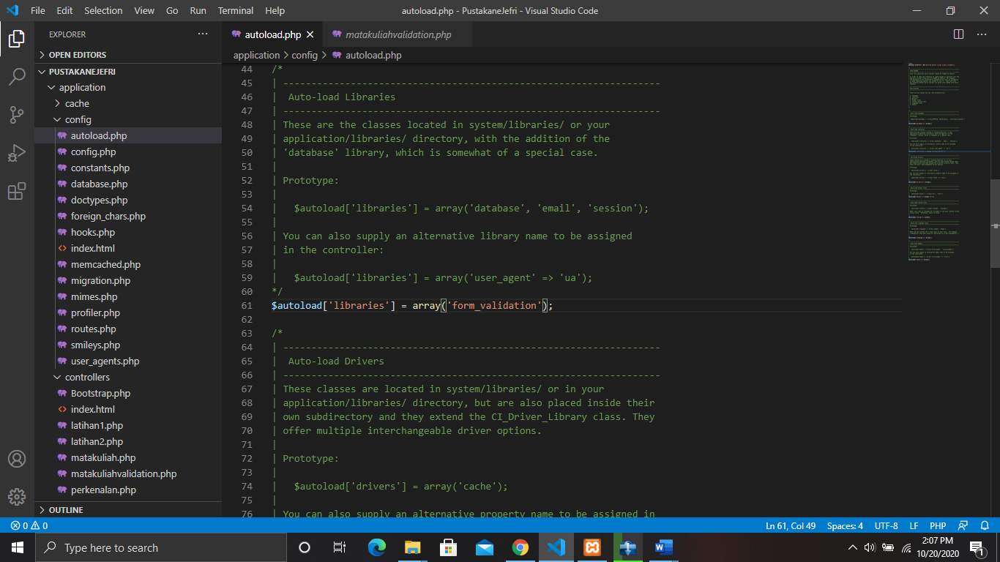 File Edit Selection View Go Run Terminal Help
autoload.php - PustakaneJefri - Visual Studio Code
EXPLORER
OPEN EDITORS
PUSTAKANEJEFRI
application
cache
config
autoload.php
config.php
constants.php
database.php
doctypes.php
foreign_chars.php
hooks.php
index.html
memcached.php
migration.php
mimes.php
profiler.php
routes.php
smileys.php
user_agents.php
controllers
Bootstrap.php
index.html
latihan1.php
latihan2.php
matakuliah.php
matakuliahvalidation.php
perkenalan.php
OUTLINE
autoload.php matakuliahvalidation.php
application > config > autoload.php
44 /*
45 | -------------------------------------------------------------------
46 |  Auto-load Libraries
47 | -------------------------------------------------------------------
48 | These are the classes located in system/libraries/ or your
49 | application/libraries/ directory, with the addition of the
50 | 'database' library, which is somewhat of a special case.
51 |
52 | Prototype:
53 |
54 |  $autoload['libraries'] = array('database', 'email', 'session');
55 |
56 | You can also supply an alternative library name to be assigned
57 | in the controller:
58 |
59 |  $autoload['libraries'] = array('user_agent' => 'ua');
60 */
61 $autoload['libraries'] = array('form_validation');
62
63 /*
64 | -------------------------------------------------------------------
65 |  Auto-load Drivers
66 | -------------------------------------------------------------------
67 | These classes are located in system/libraries/ or in your
68 | application/libraries/ directory, but are also placed inside their
69 | own subdirectory and they extend the CI_Driver_Library class. They
70 | offer multiple interchangeable driver options.
71 |
72 | Prototype:
73 |
74 |  $autoload['drivers'] = array('cache');
75 |
76 | You can also supply an alternative property name to be assigned in
0 0
Ln 61, Col 49 Spaces: 4 UTF-8 LF PHP
Type here to search
2:07 PM
10/20/2020
1